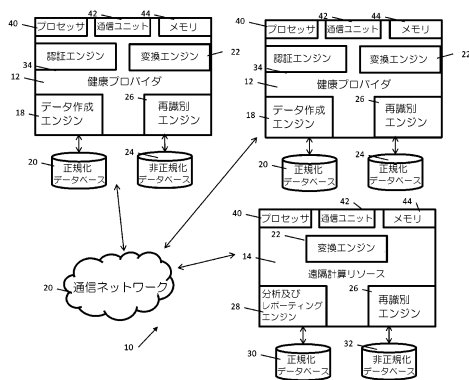 40
プロセッサ
42
通信ユニット
44
メモリ
認証エンジン
変換エンジン
22
34
12
健康プロバイダ
18
データ作成
エンジン
26
再識別
エンジン
20
正規化
データベース
24
非正規化
データベース
40
プロセッサ
42
通信ユニット
44
メモリ
認証エンジン
変換エンジン
22
34
12
健康プロバイダ
18
データ作成
エンジン
26
再識別
エンジン
20
正規化
データベース
24
正規化
データベース
20
通信ネットワーク
10
40
プロセッサ
42
通信ユニット
44
メモリ
22
変換エンジン
14
遠隔計算リソース
28
分析及び
レポーティング
エンジン
26
再識別
エンジン
30
正規化
データベース
32
非正規化
データベース